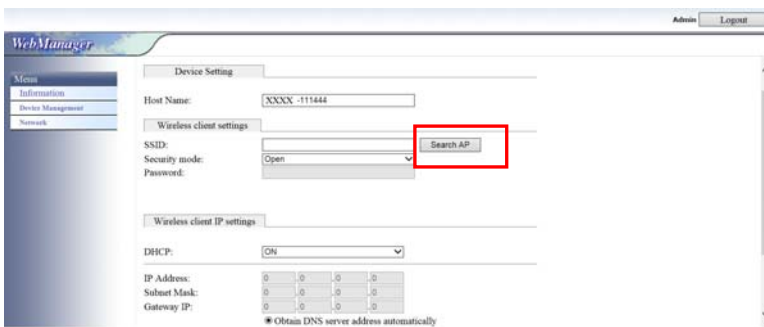 Admin Logout
WebManager
Menu
Information
Device Management
Network
Device Setting
Host Name: XXXX -111444
Wireless client settings
SSID: Search AP
Security mode: Open
Password:
Wireless client IP settings
DHCP: ON
IP Address: 0 .0 .0 .0
Subnet Mask: 0 .0 .0 .0
Gateway IP: 0 .0 .0 .0
Obtain DNS server address automatically